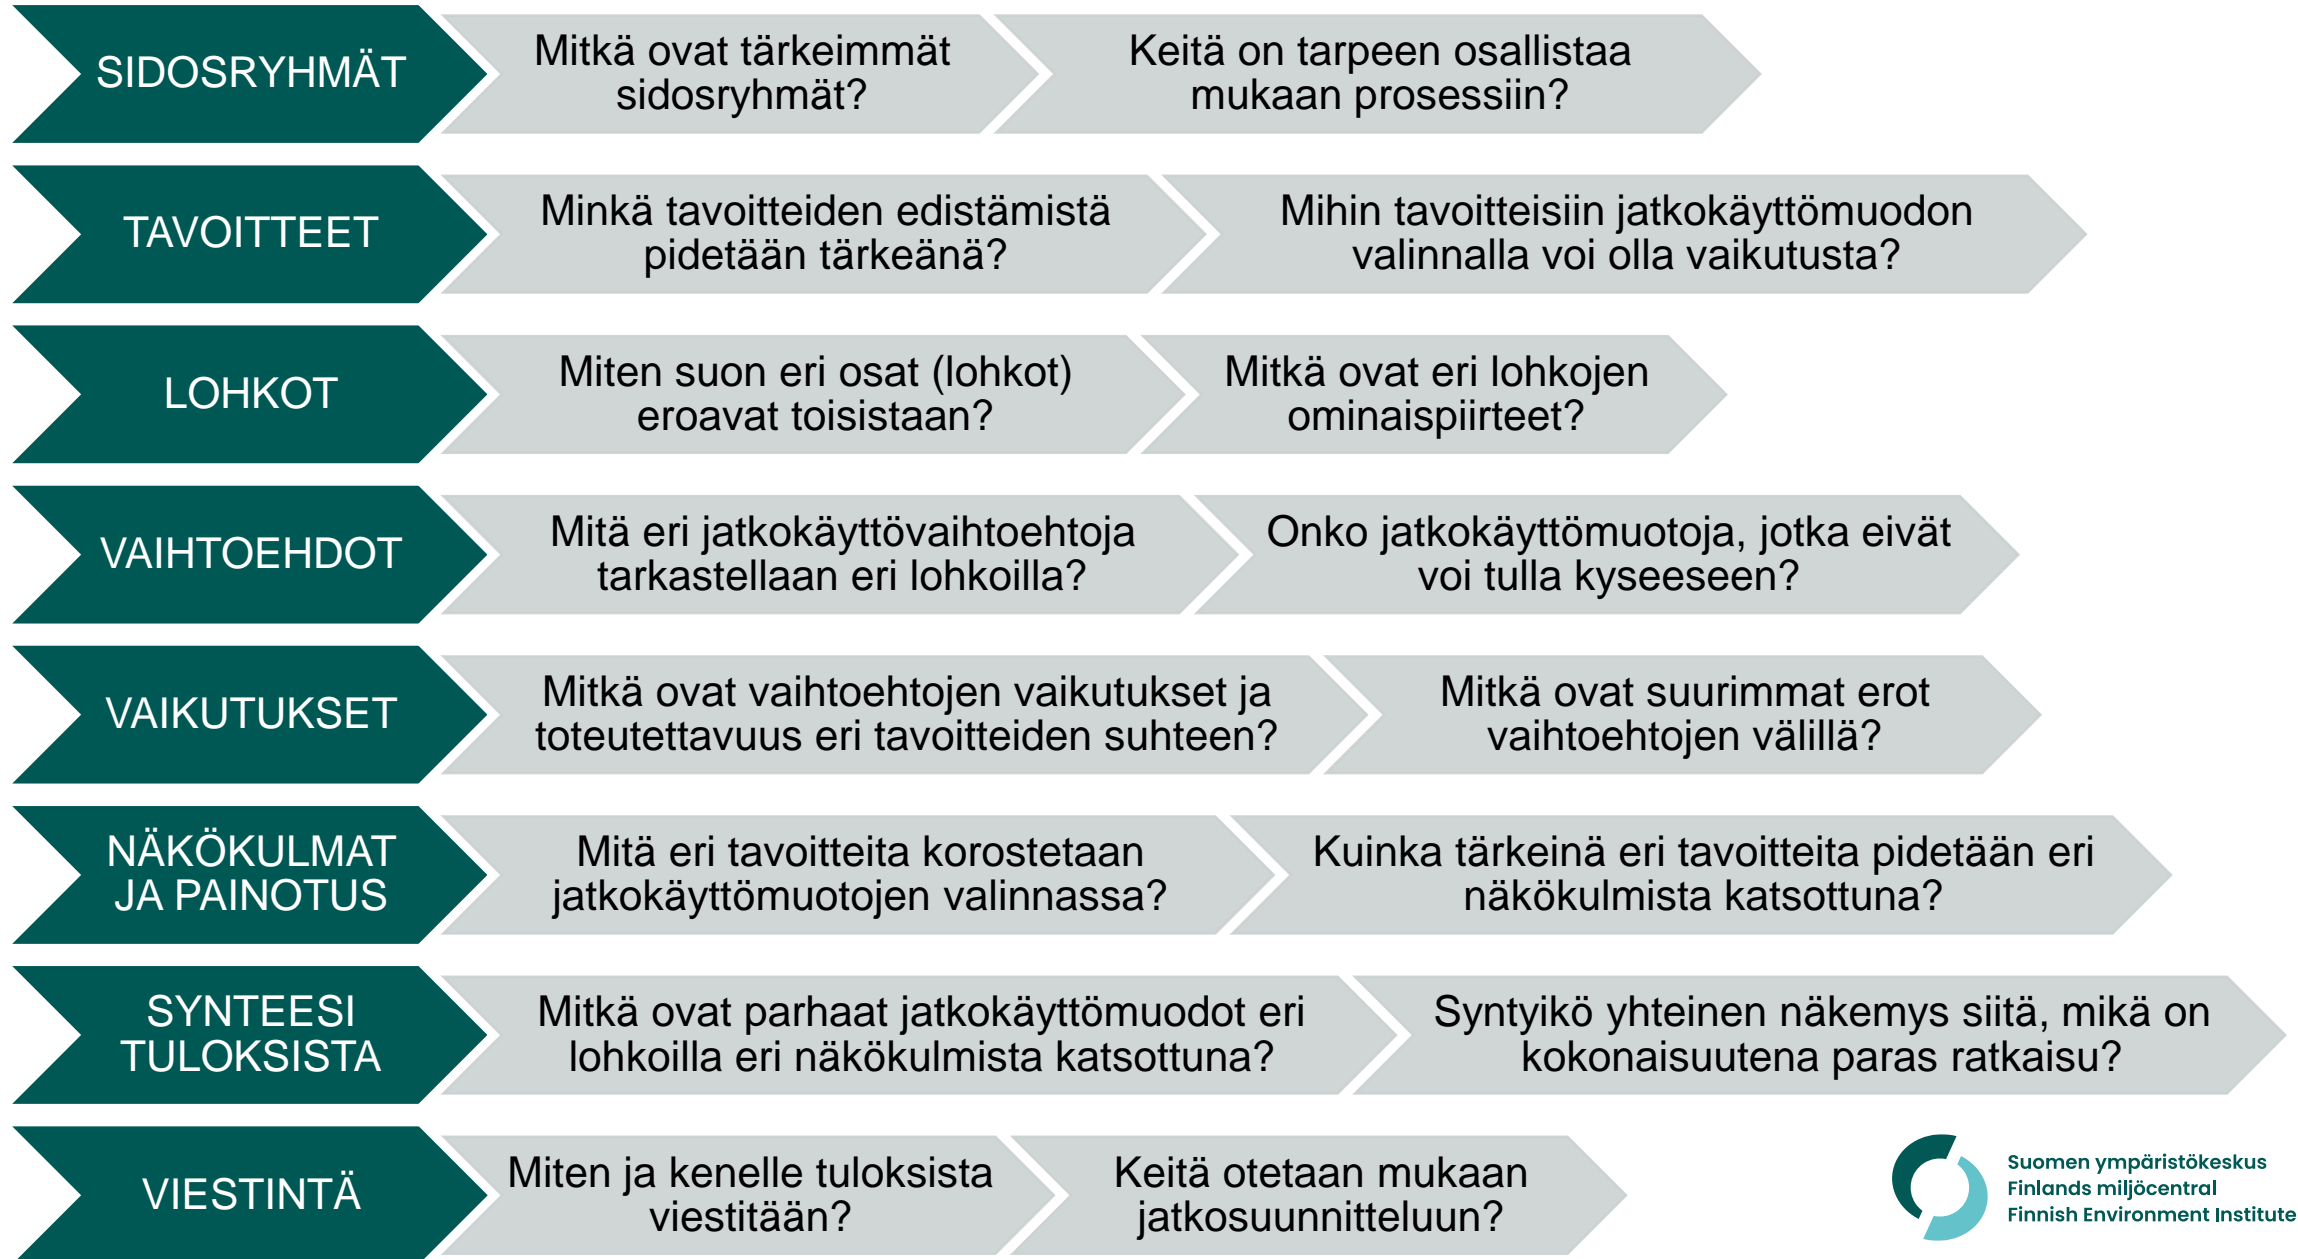 SIDOSRYHMÄT
Mitkä ovat tärkeimmät
sidosryhmät?
Keitä on tarpeen osallistaa
mukaan prosessiin?
TAVOITTEET
Minkä tavoitteiden edistämistä
pidetään tärkeänä?
Mihin tavoitteisiin jatkokäyttömuodon
valinnalla voi olla vaikutusta?
LOHKOT
Miten suon eri osat (lohkot)
eroavat toisistaan?
Mitkä ovat eri lohkojen
ominaispiirteet?
VAIHTOEHDOT
Mitä eri jatkokäyttövaihtoehtoja
tarkastellaan eri lohkoilla?
Onko jatkokäyttömuotoja, jotka eivät
voi tulla kyseeseen?
VAIKUTUKSET
Mitkä ovat vaihtoehtojen vaikutukset ja
toteutettavuus eri tavoitteiden suhteen?
Mitkä ovat suurimmat erot
vaihtoehtojen välillä?
NÄKÖKULMAT
JA PAINOTUS
Mitä eri tavoitteita korostetaan
jatkokäyttömuotojen valinnassa?
Kuinka tärkeinä eri tavoitteita pidetään eri
näkökulmista katsottuna?
SYNTEESI
TULOKSISTA
Mitkä ovat parhaat jatkokäyttömuodot eri
lohkoilla eri näkökulmista katsottuna?
Syntyikö yhteinen näkemys siitä, mikä on
kokonaisuutena paras ratkaisu?
VIESTINTÄ
Miten ja kenelle tuloksista
viestitään?
Keitä otetaan mukaan
jatkosuunnitteluun?
Suomen ympäristökeskus
Finlands miljöcentral
Finnish Environment Institute